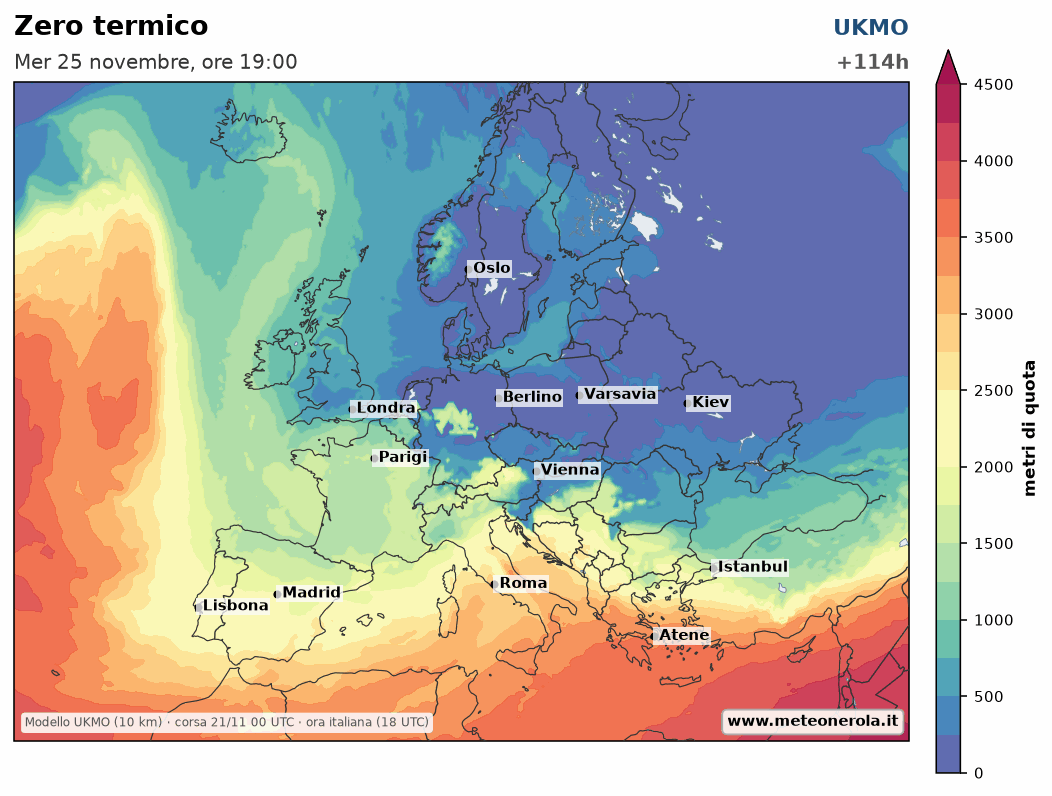 Zero termico
UKMO
Mer 25 novembre, ore 19:00
+114h
4500
4000
3500
3000
2500
2000
1500
1000
500
0
metri di quota
Oslo
Londra
Berlino
Varsavia
Kiev
Parigi
Vienna
Istanbul
Roma
Madrid
Lisbona
Atene
Modello UKMO (10 km) · corsa 21/11 00 UTC · ora italiana (18 UTC)
www.meteonerola.it